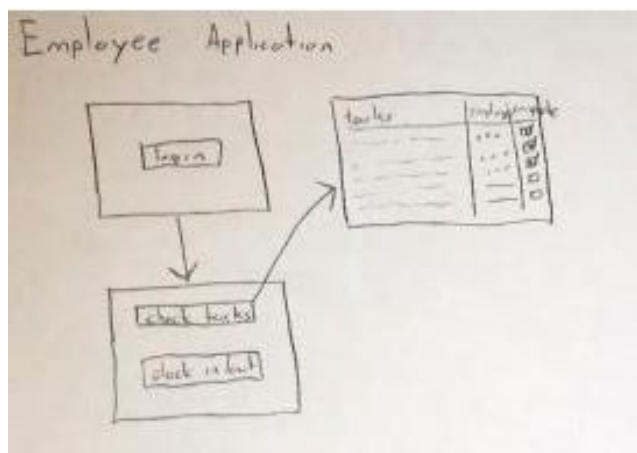 Employee Application
login
tasks
check tasks
clock in/out